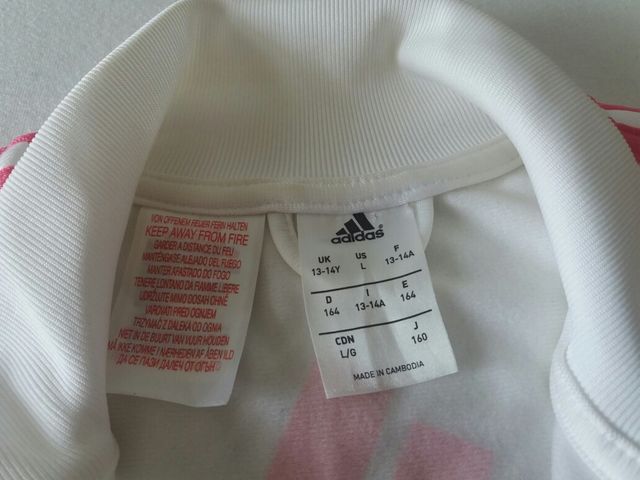 VON OFFENEM FEUER FERN HALTEN
KEEP AWAY FROM FIRE
GARDER A DISTANCE DU FEU
MANTÉNGASE ALEJADO DEL FUEGO
MANTER AFASTADO DO FOGO
TENERE LONTANO DA FIAMME LIBERE
UDRŽUJTE MIMO DOSAH OHNĚ
VAROVATI PRED OGNJEM
TRZYMAĆ Z DALEKA OD OGNIA
NIET IN DE BUURT VAN VUUR HOUDEN
MÅ IKKE KOMME I NÆRHEDEN AF ÅBEN ILD
ДА СЕ ПАЗИ ДАЛЕЧ ОТ ОГЪН
adidas
UK US F
13-14Y L 13-14A
D I E
164 13-14A 164
CDN J
L/G 160
MADE IN CAMBODIA